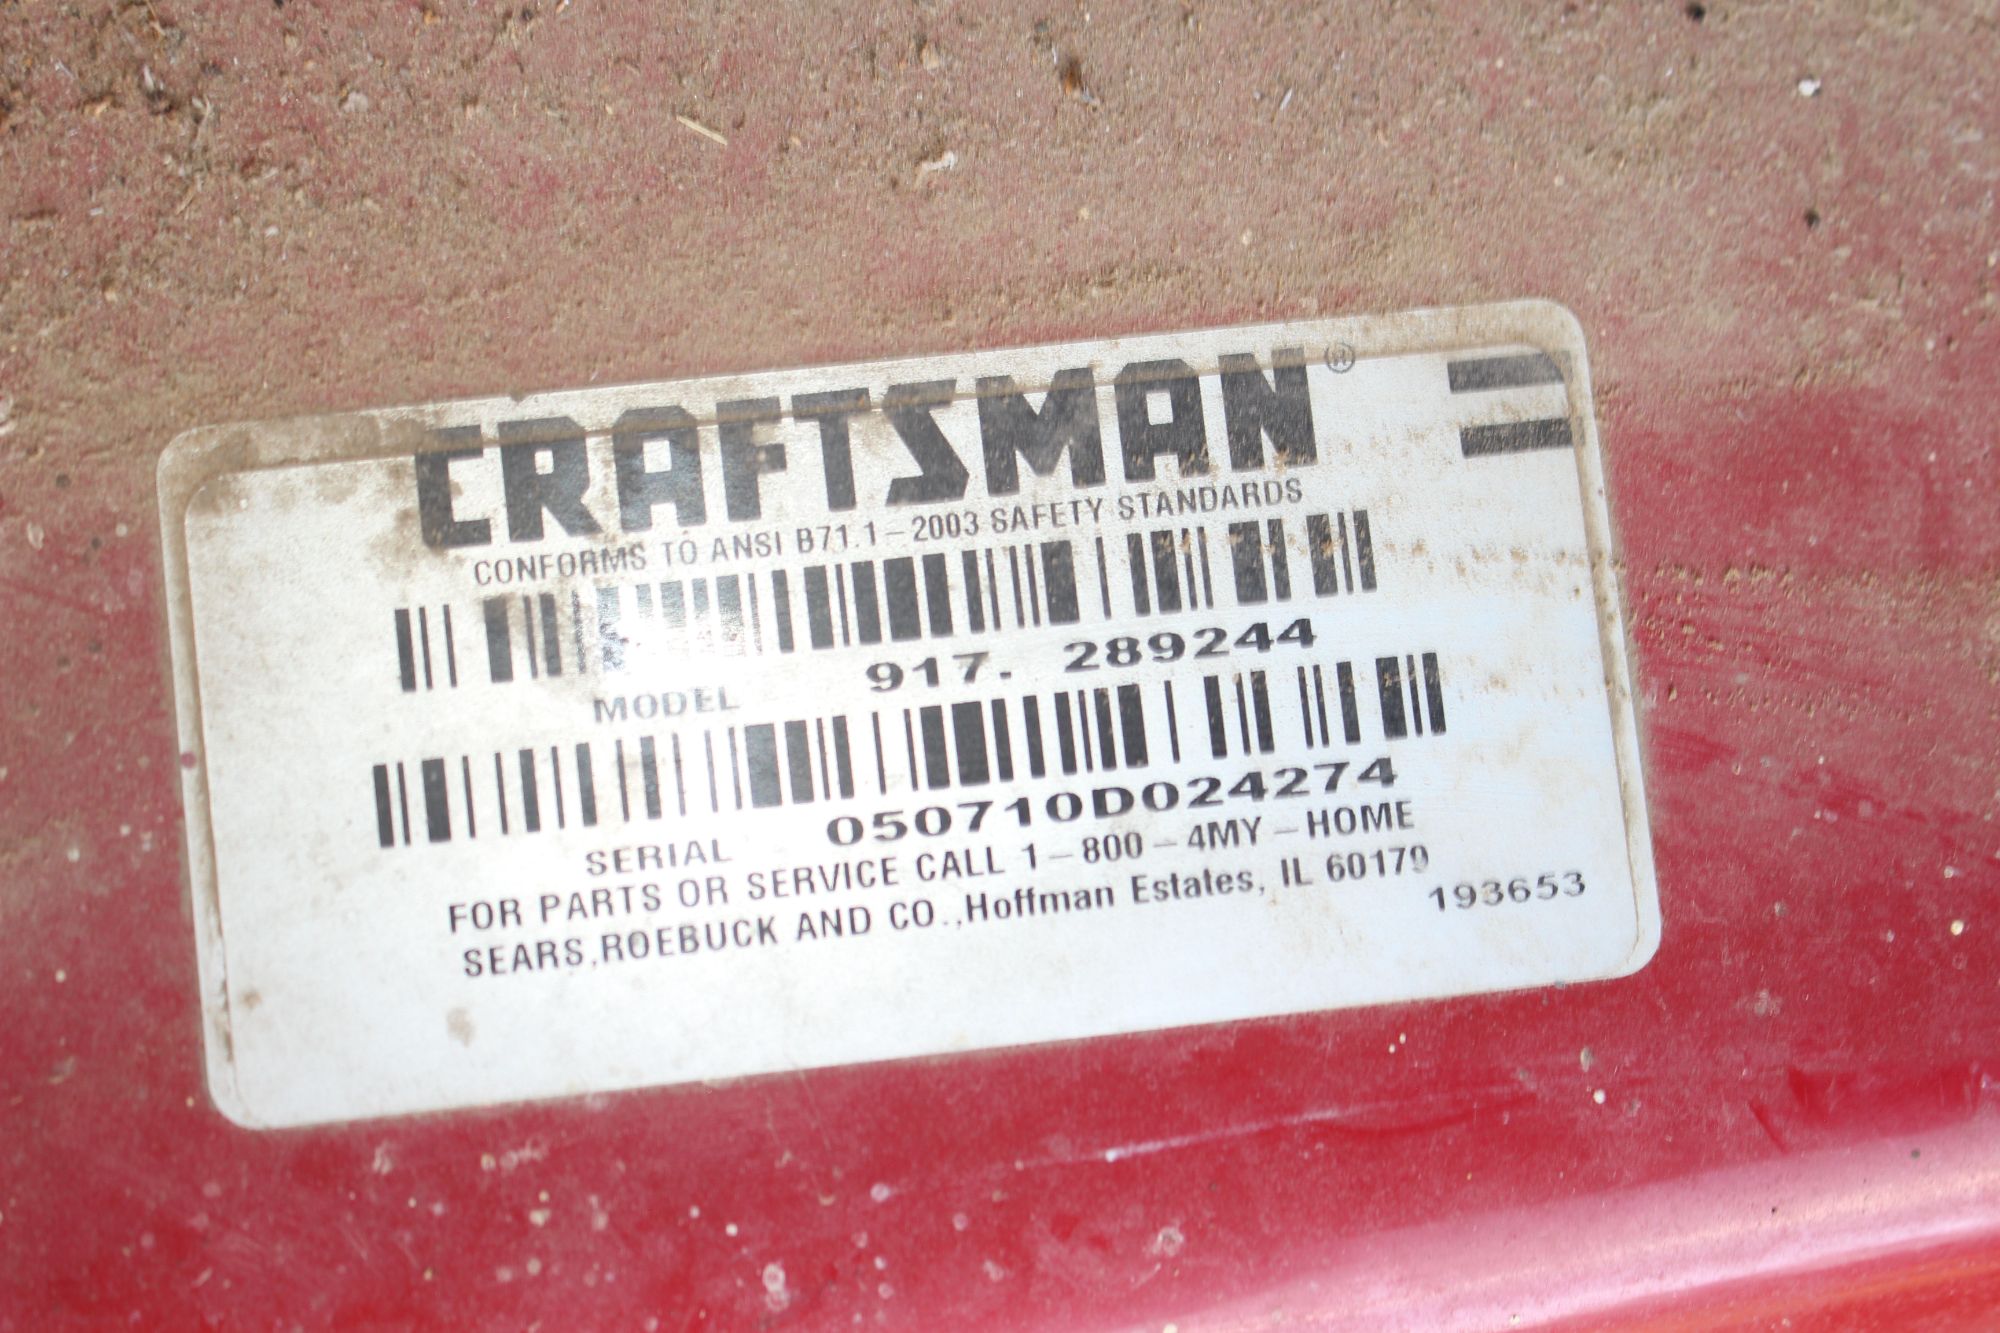 CRAFTSMAN®
CONFORMS TO ANSI B71.1-2003 SAFETY STANDARDS
MODEL 917. 289244
SERIAL 050710D024274
FOR PARTS OR SERVICE CALL 1-800-4MY-HOME
SEARS,ROEBUCK AND CO.,Hoffman Estates, IL 60179
193653